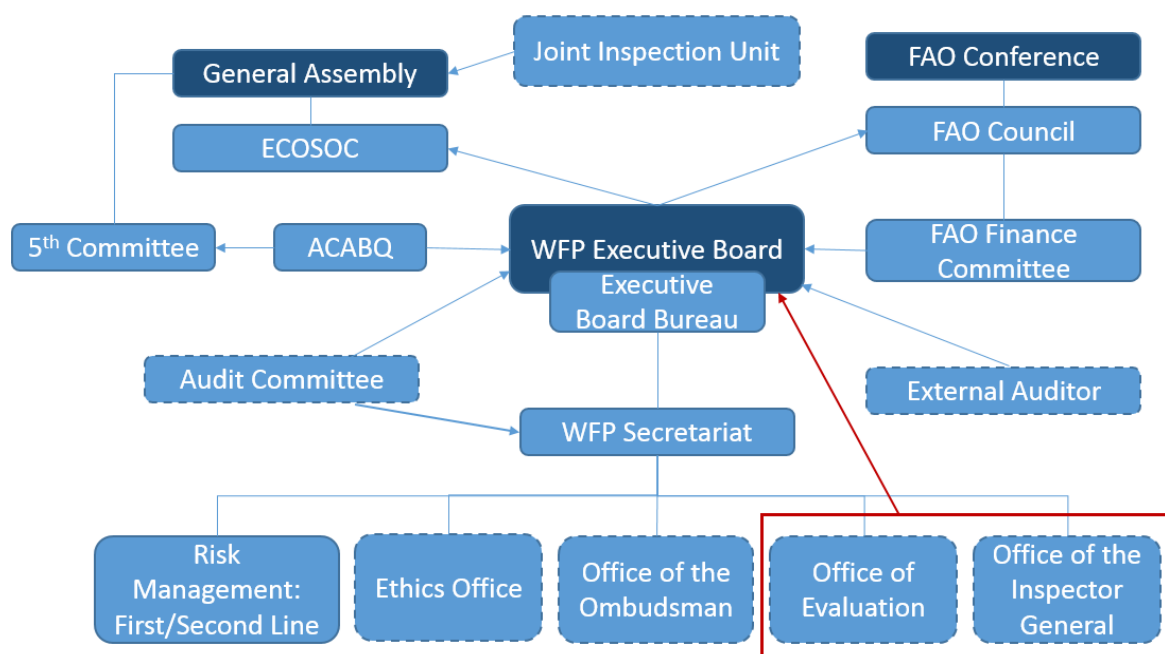 Joint Inspection Unit
General Assembly
FAO Conference
ECOSOC
FAO Council
5th Committee
ACABQ
WFP Executive Board
FAO Finance
Committee
Executive
Board Bureau
Audit Committee
External Auditor
WFP Secretariat
Risk
Management:
First/Second Line
Ethics Office
Office of the
Ombudsman
Office of
Evaluation
Office of the
Inspector
General